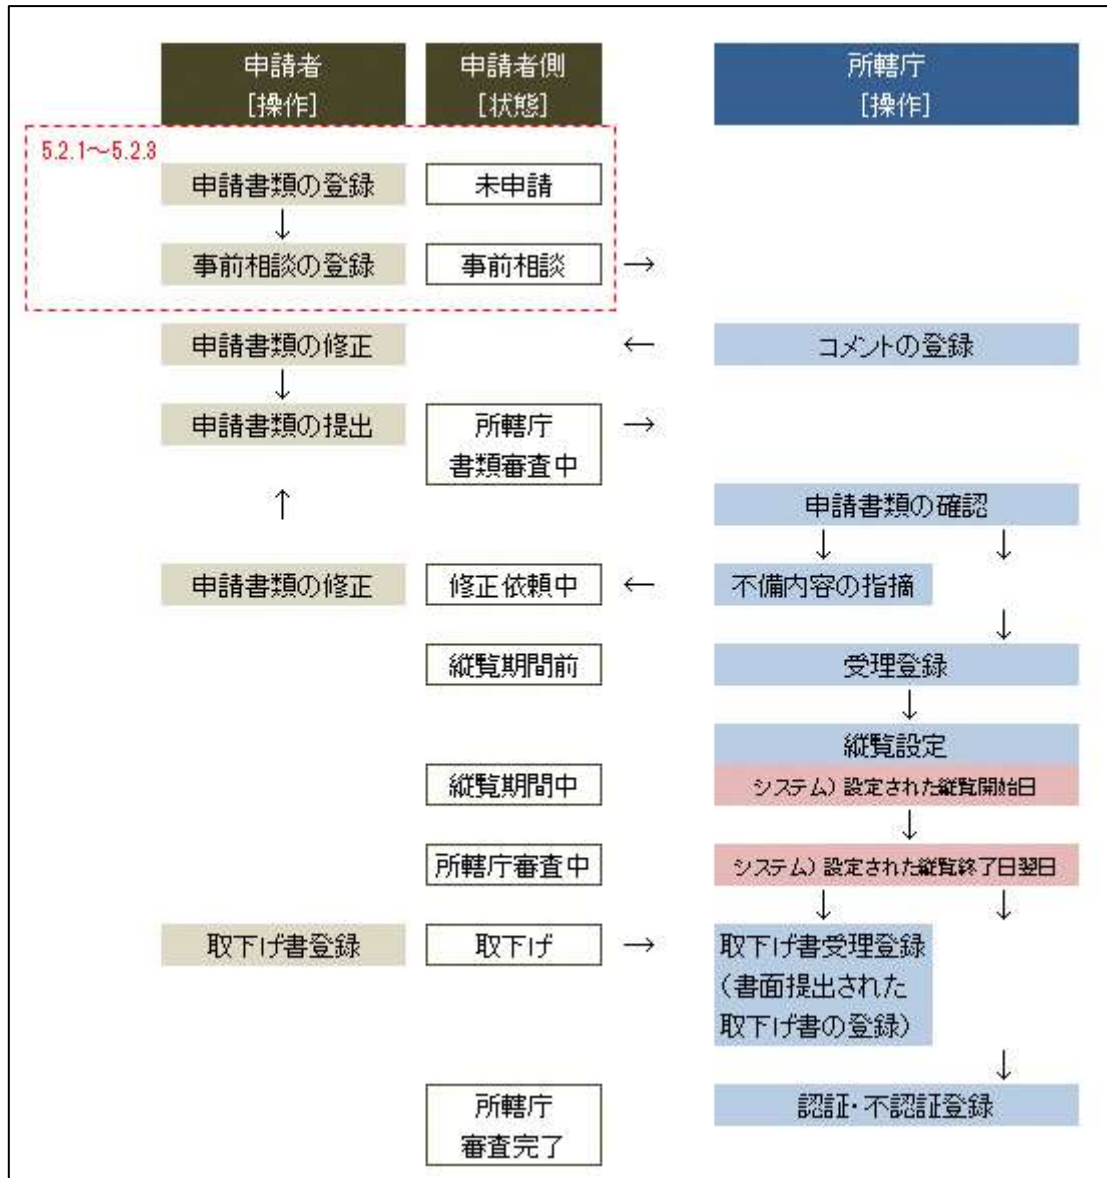 申請者
[操作]
申請者側
[状態]
所轄庁
[操作]
5.2.1～5.2.3
申請書類の登録
未申請
↓
事前相談の登録
事前相談
→
申請書類の修正
←
コメントの登録
↓
申請書類の提出
所轄庁
書類審査中
→
↑
申請書類の確認
↓ ↓
申請書類の修正
修正依頼中
←
不備内容の指摘
↓
縦覧期間前
受理登録
↓
縦覧設定
縦覧期間中
システム）設定された縦覧開始日
↓
所轄庁審査中
システム）設定された縦覧終了日翌日
↓ ↓
取下げ書登録
取下げ
→
取下げ書受理登録
（書面提出された
取下げ書の登録）
↓
所轄庁
審査完了
認証・不認証登録